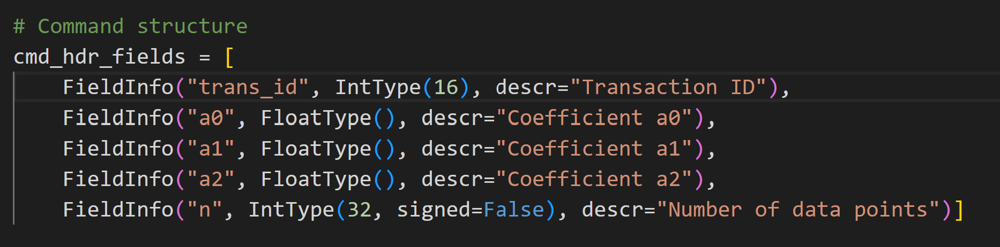 # Command structure
cmd_hdr_fields = [
    FieldInfo("trans_id", IntType(16), descr="Transaction ID"),
    FieldInfo("a0", FloatType(), descr="Coefficient a0"),
    FieldInfo("a1", FloatType(), descr="Coefficient a1"),
    FieldInfo("a2", FloatType(), descr="Coefficient a2"),
    FieldInfo("n", IntType(32, signed=False), descr="Number of data points")]